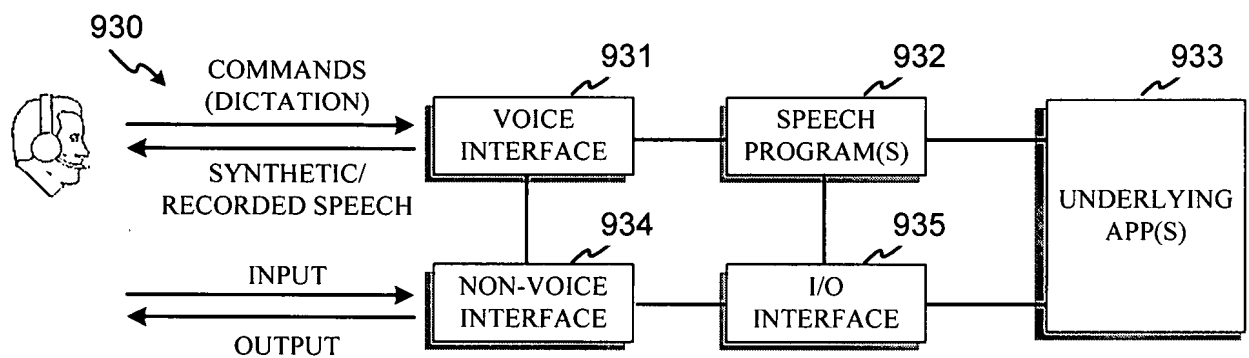 930
COMMANDS
(DICTATION)
SYNTHETIC/
RECORDED SPEECH
931
VOICE
INTERFACE
932
SPEECH
PROGRAM(S)
933
UNDERLYING
APP(S)
INPUT
OUTPUT
934
NON-VOICE
INTERFACE
935
I/O
INTERFACE